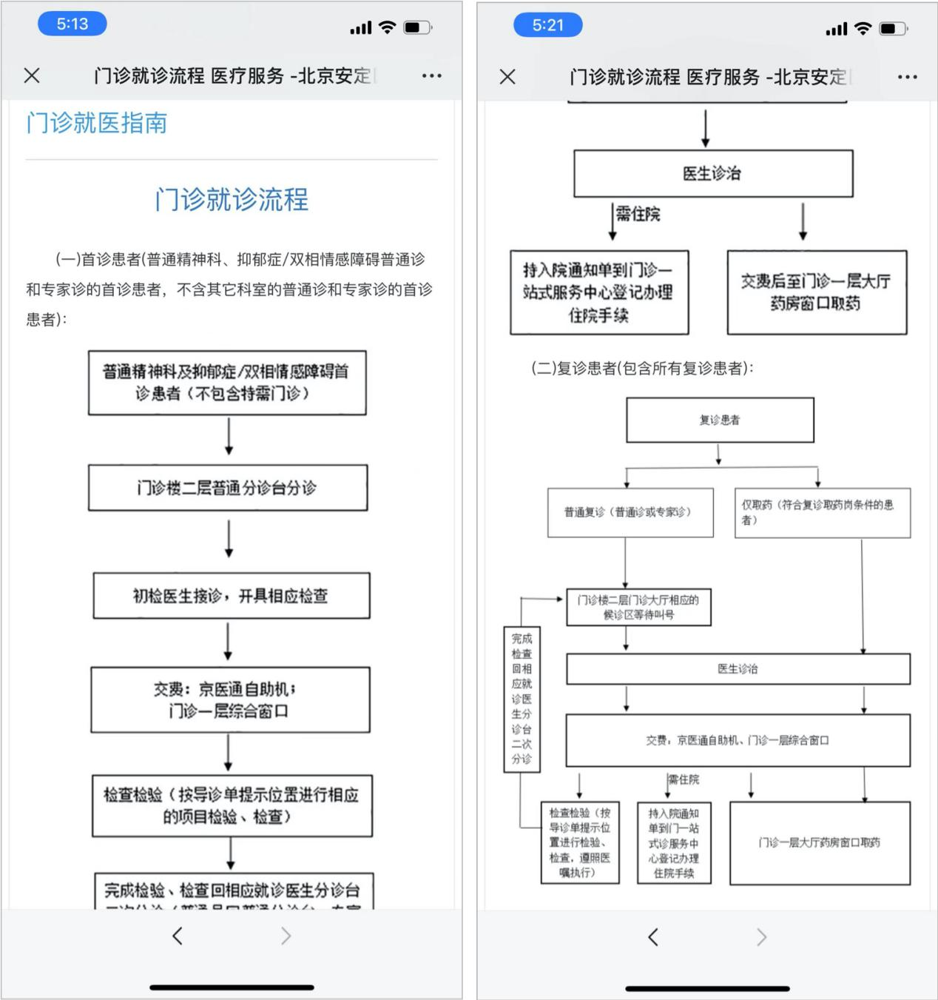 5:13
门诊就诊流程 医疗服务 -北京安定
门诊就医指南
门诊就诊流程
(一)首诊患者(普通精神科、抑郁症/双相情感障碍普通诊
和专家诊的首诊患者，不含其它科室的普通诊和专家诊的首诊
患者)：
普通精神科及抑郁症/双相情感障碍首
诊患者（不包含特需门诊）
门诊楼二层普通分诊台分诊
初检医生接诊，开具相应检查
交费：京医通自助机；
门诊一层综合窗口
检查检验（按导诊单提示位置进行相应
的项目检验、检查）
完成检验、检查回相应就诊医生分诊台
5:21
门诊就诊流程 医疗服务 -北京安定
医生诊治
需住院
持入院通知单到门诊一
站式服务中心登记办理
住院手续
交费后至门诊一层大厅
药房窗口取药
(二)复诊患者(包含所有复诊患者)：
复诊患者
普通复诊（普通诊或专家诊）
仅取药（符合复诊取药岗条件的患
者）
门诊楼二层门诊大厅相应的
候诊区等待叫号
完成
检查
回相
应就
诊医
生分
诊台
二次
分诊
医生诊治
交费：京医通自助机、门诊一层综合窗口
需住院
检查检验（按
导诊单提示位
置进行检验、
检查，遵照医
嘱执行）
持入院通知
单到门一站
式诊服务中
心登记办理
住院手续
门诊一层大厅药房窗口取药